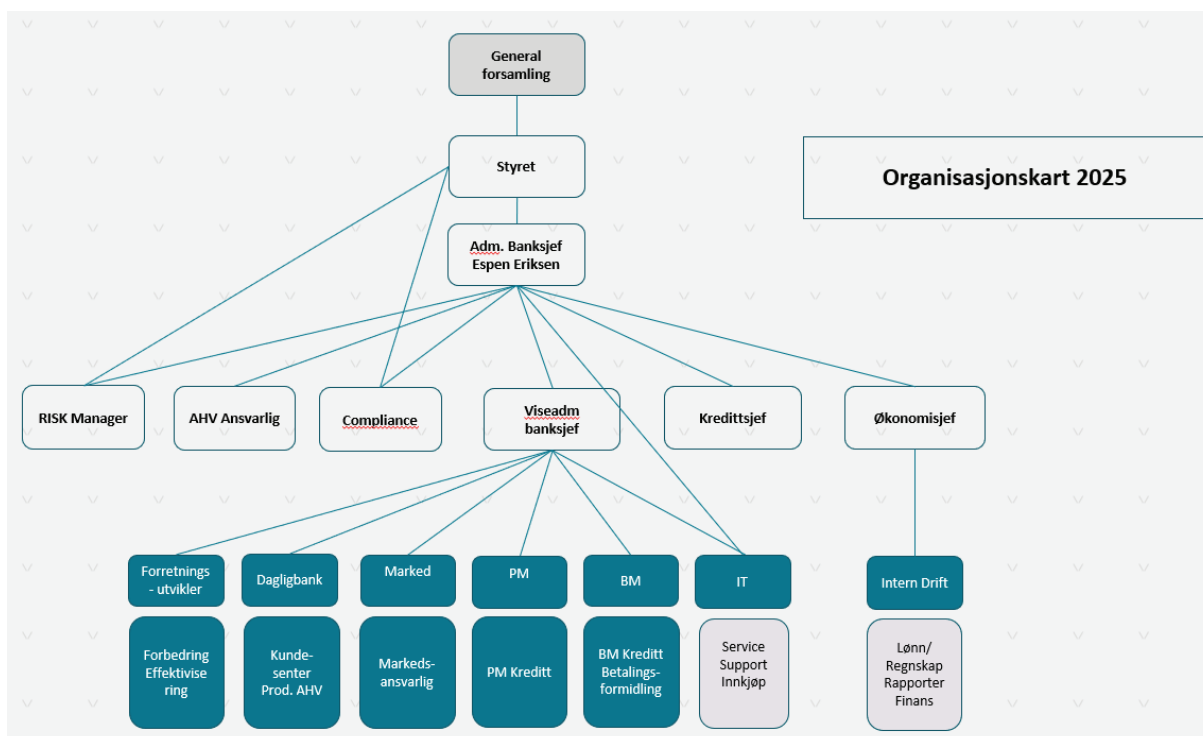 General
forsamling
Styret
Organisasjonskart 2025
Adm. Banksjef
Espen Eriksen
RISK Manager
AHV Ansvarlig
Compliance
Viseadm
banksjef
Kredittsjef
Økonomisjef
Forretnings
- utvikler
Dagligbank
Marked
PM
BM
IT
Intern Drift
Forbedring
Effektivise
ring
Kunde-
senter
Prod. AHV
Markeds-
ansvarlig
PM Kreditt
BM Kreditt
Betalings-
formidling
Service
Support
Innkjøp
Lønn/
Regnskap
Rapporter
Finans